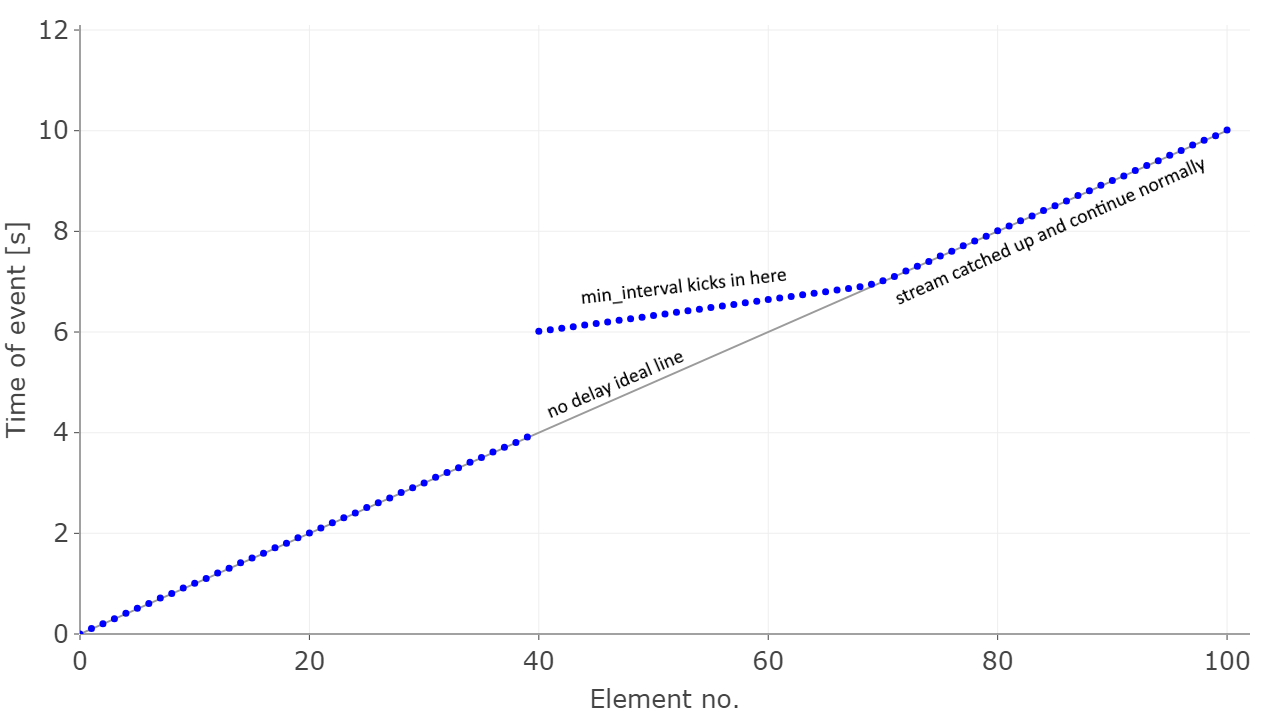 12
10
8
6
4
2
0
Time of event [s]
min_interval kicks in here
no delay ideal line
stream catched up and continue normally
0 20 40 60 80 100
Element no.